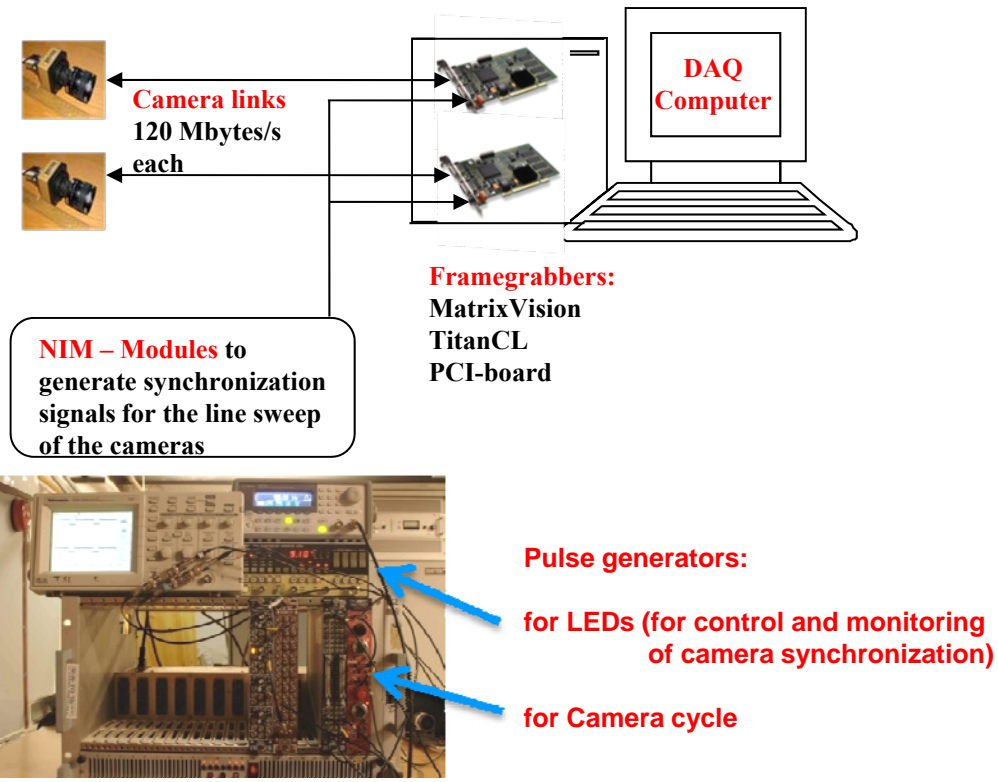 DAQ
Computer
Camera links
120 Mbytes/s
each
Framegrabbers:
MatrixVision
TitanCL
PCI-board
NIM – Modules to
generate synchronization
signals for the line sweep
of the cameras
Pulse generators:
for LEDs (for control and monitoring
of camera synchronization)
for Camera cycle